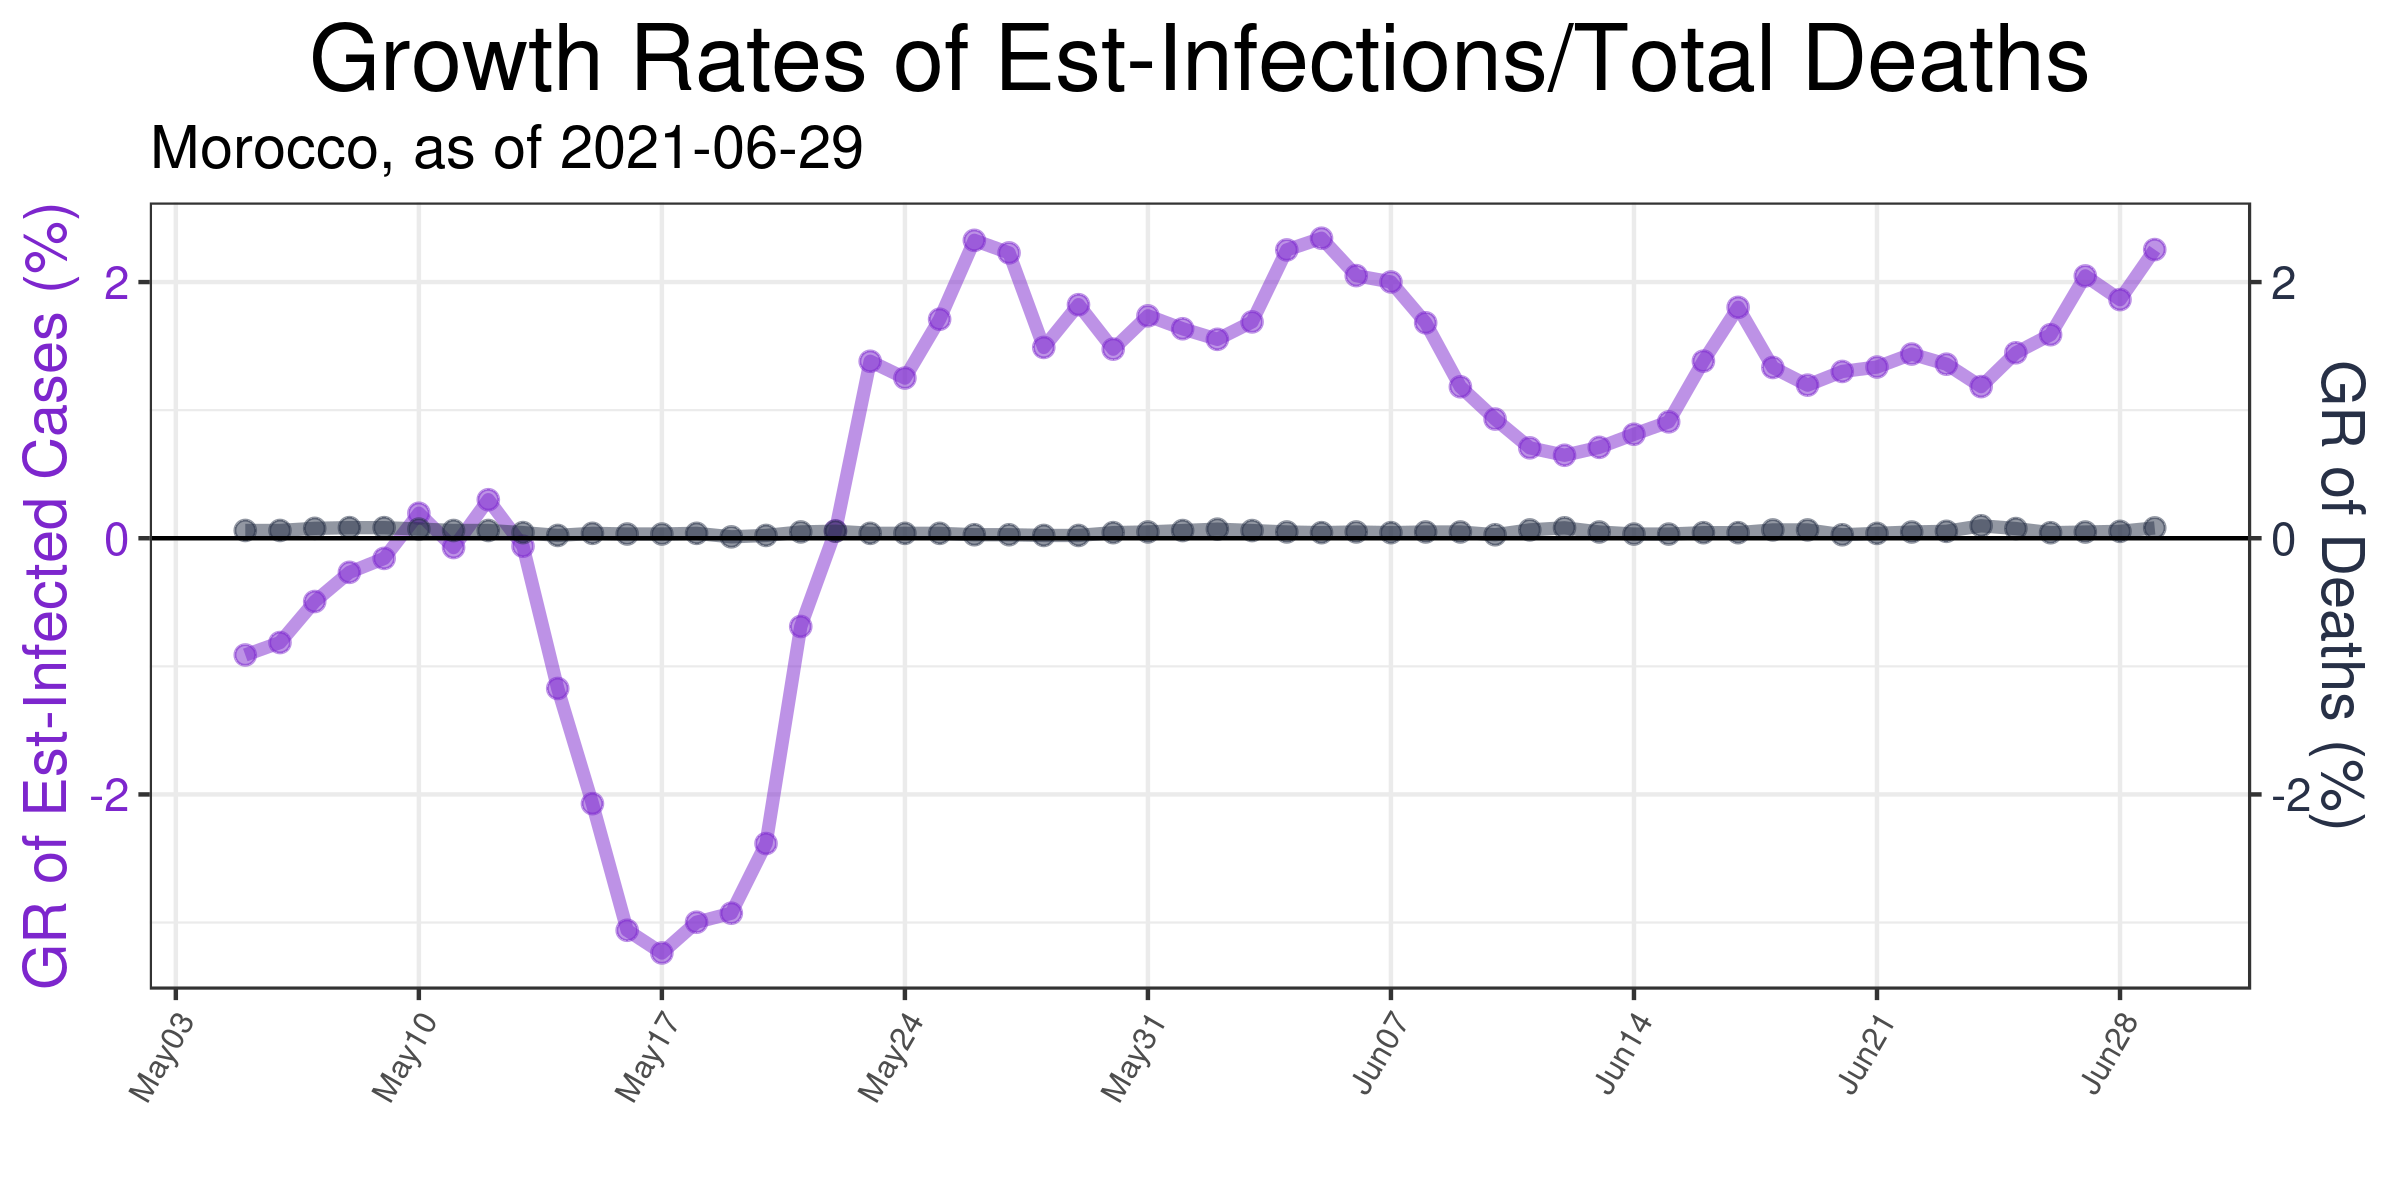 Growth Rates of Est-Infections/Total Deaths
Morocco, as of 2021-06-29
GR of Est-Infected Cases (%)
2
0
-2
2
0
-2
GR of Deaths (%)
May03
May10
May17
May24
May31
Jun07
Jun14
Jun21
Jun28